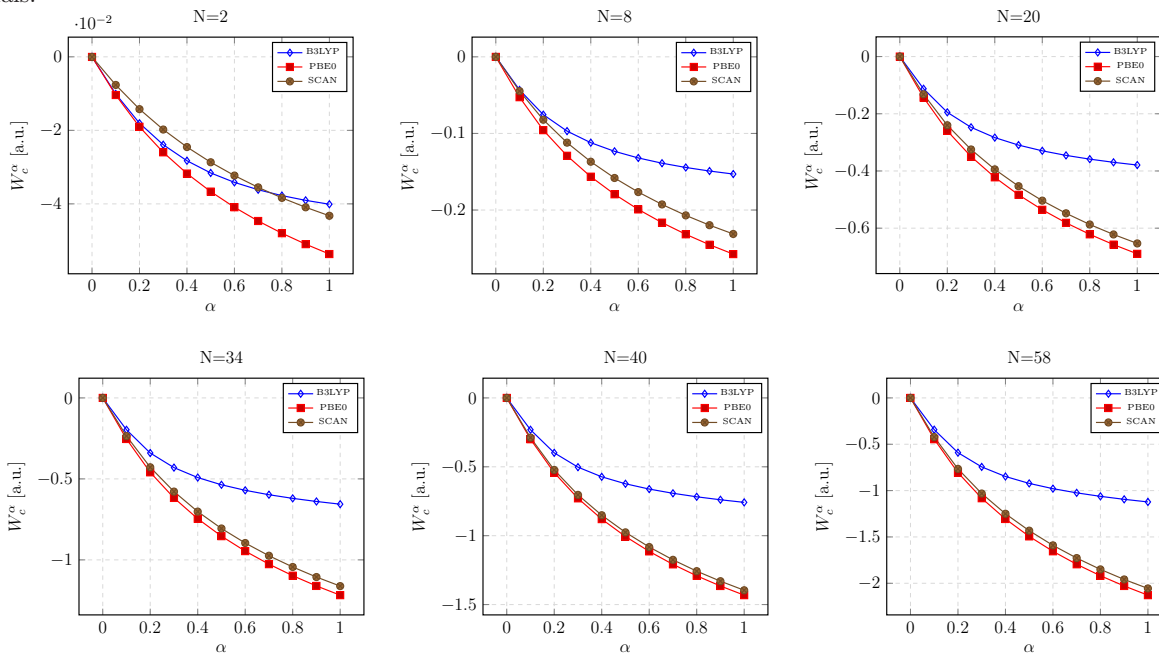 als.
N=2
·10⁻²
0
−2
−4
0
0.2
0.4
0.6
0.8
1
α
W_c^α [a.u.]
B3LYP
PBE0
SCAN
N=8
0
−0.1
−0.2
0
0.2
0.4
0.6
0.8
1
α
W_c^α [a.u.]
B3LYP
PBE0
SCAN
N=20
0
−0.2
−0.4
−0.6
0
0.2
0.4
0.6
0.8
1
α
W_c^α [a.u.]
B3LYP
PBE0
SCAN
N=34
0
−0.5
−1
0
0.2
0.4
0.6
0.8
1
α
W_c^α [a.u.]
B3LYP
PBE0
SCAN
N=40
0
−0.5
−1
−1.5
0
0.2
0.4
0.6
0.8
1
α
W_c^α [a.u.]
B3LYP
PBE0
SCAN
N=58
0
−0.5
−1
−1.5
−2
0
0.2
0.4
0.6
0.8
1
α
W_c^α [a.u.]
B3LYP
PBE0
SCAN